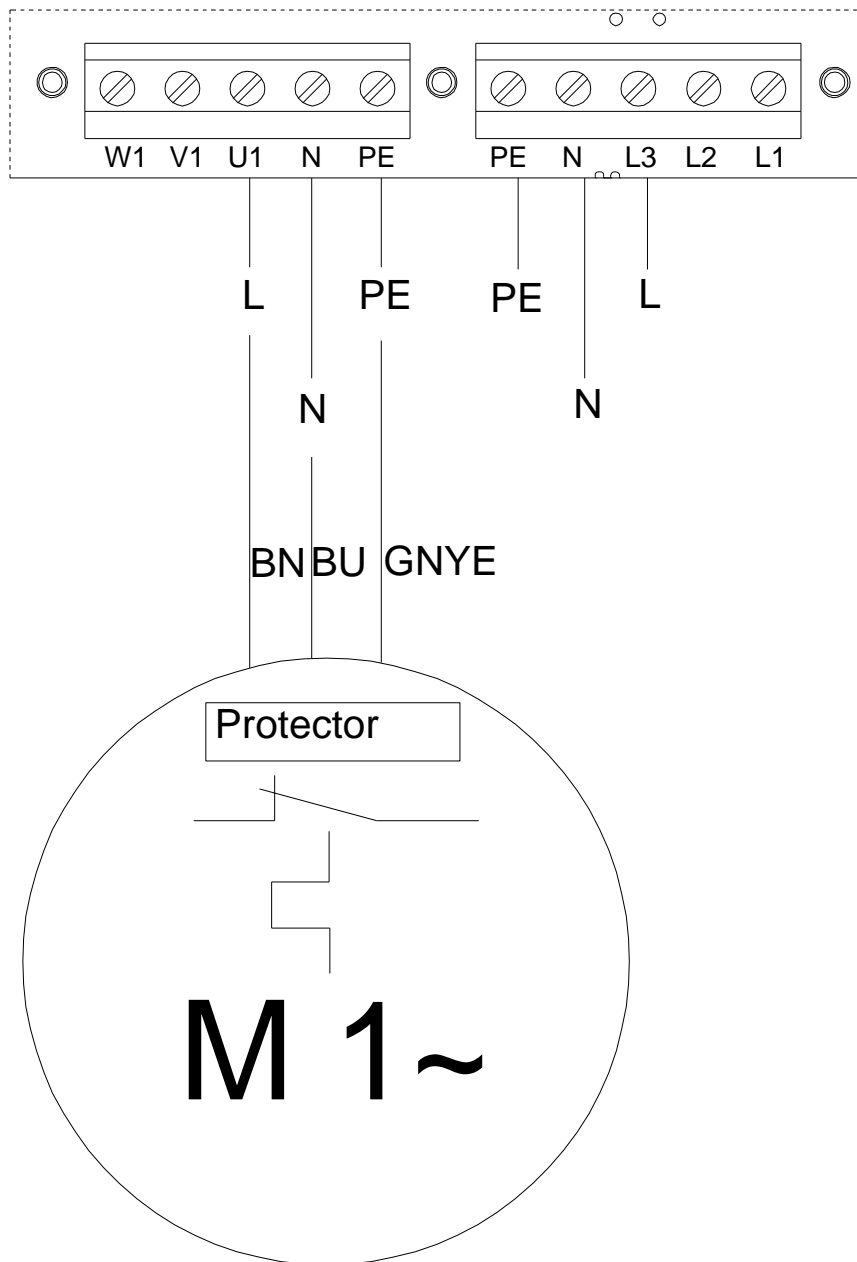 W1 V1 U1 N PE PE N L3 L2 L1
L PE PE L
N N
BN BU GNYE
Protector
M 1~